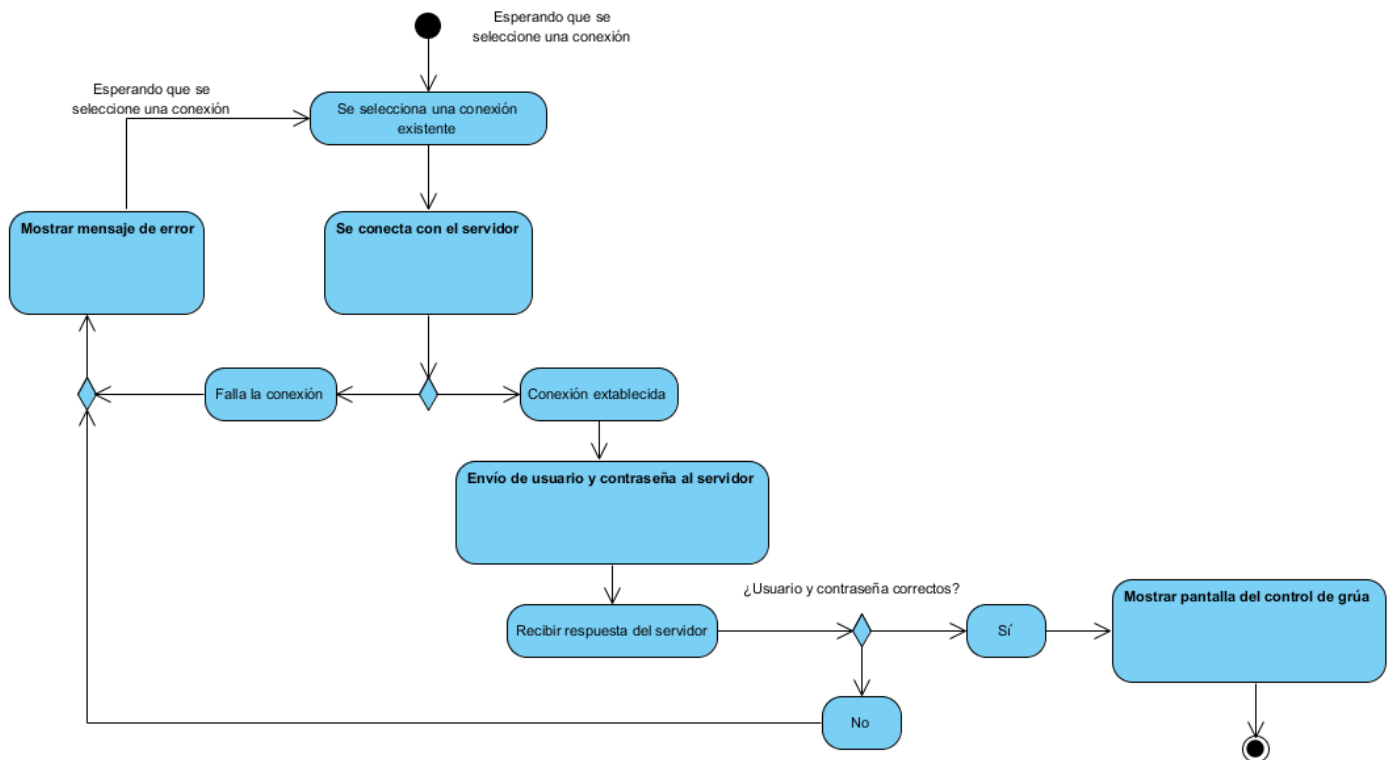 Esperando que se
seleccione una conexión
Esperando que se
seleccione una conexión
Se selecciona una conexión
existente
Mostrar mensaje de error
Se conecta con el servidor
Falla la conexión
Conexión extablecida
Envío de usuario y contraseña al servidor
¿Usuario y contraseña correctos?
Mostrar pantalla del control de grúa
Recibir respuesta del servidor
Sí
No